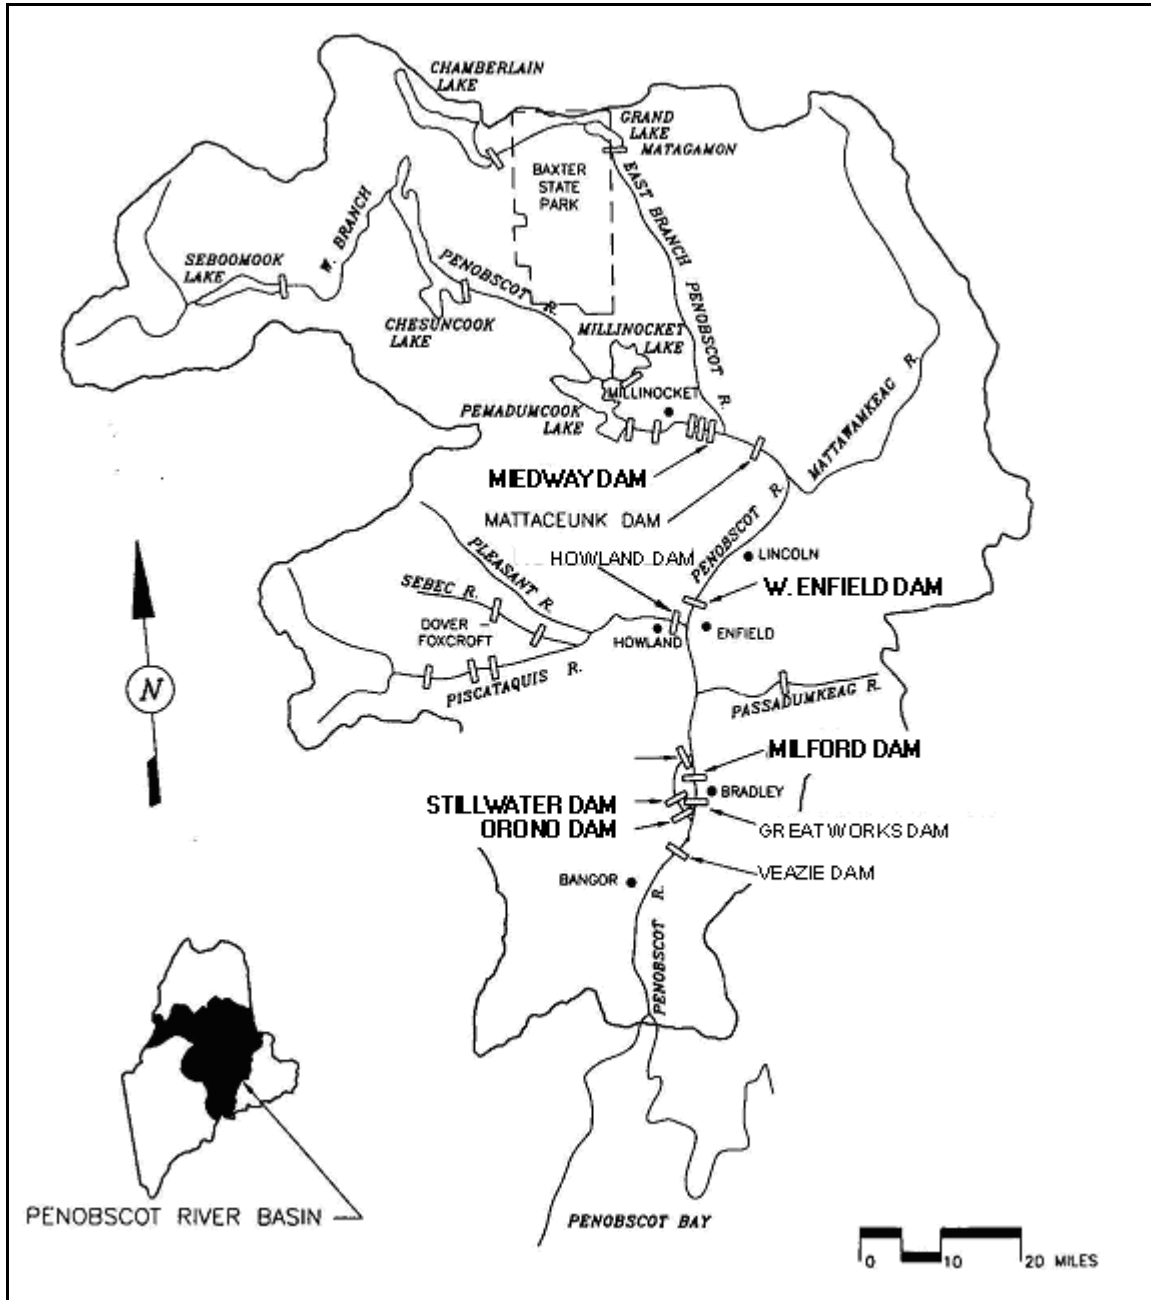 CHAMBERLAIN
LAKE
GRAND
LAKE
MATAGAMON
BAXTER
STATE
PARK
EAST BRANCH PENOBSCOT R.
W. BRANCH
PENOBSCOT R.
SEBOOMOOK
LAKE
CHESUNCOOK
LAKE
MILLINOCKET
LAKE
MILLINOCKET
PEMADUMCOOK
LAKE
MATTAWAMKEAG R.
MIEDWAY DAM
MATTACEUNK DAM
HOWLAND DAM
PENOBSCOT R.
LINCOLN
W. ENFIELD DAM
PLEASANT R.
SEBEC R.
DOVER –
FOXCROFT
HOWLAND
ENFIELD
PISCATAQUIS R.
PASSADUMKEAG R.
N
MILFORD DAM
BRADLEY
STILLWATER DAM
ORONO DAM
GREAT WORKS DAM
VEAZIE DAM
BANGOR
PENOBSCOT R.
PENOBSCOT RIVER BASIN
PENOBSCOT BAY
0 10 20 MILES